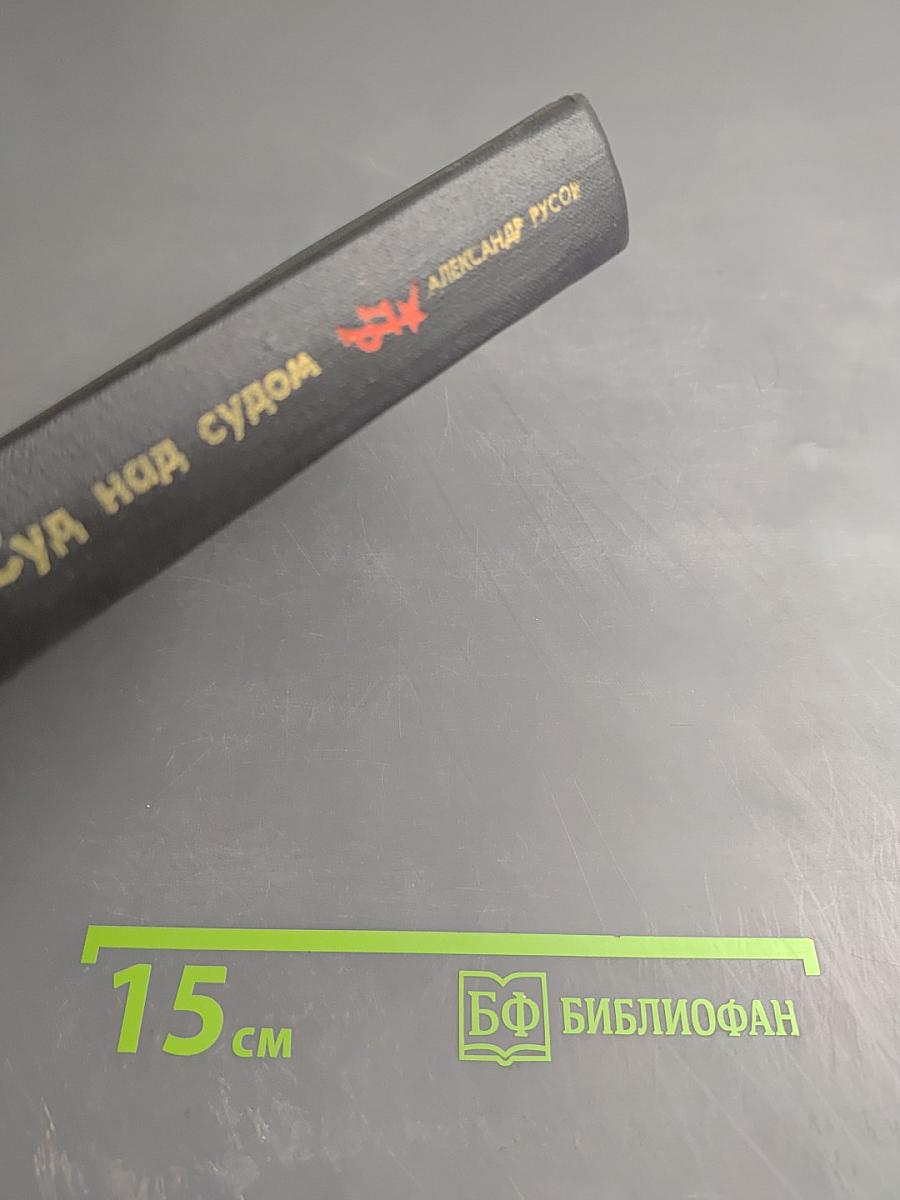 Суд над судом
АЛЕКСАНДР РУСОВ
15 см
БФ БИБЛИОФАН